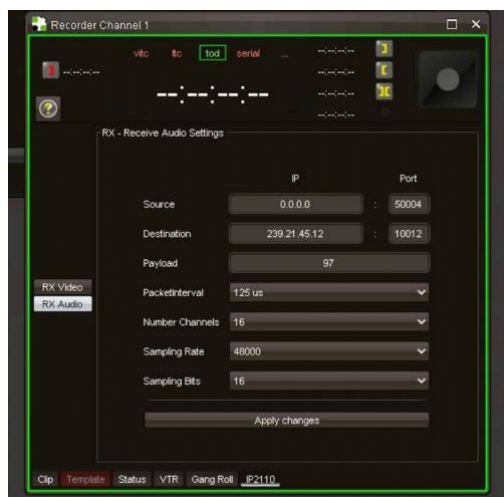 Recorder Channel 1
vitc ltc tod serial ...
--:--:--:--
--:--:--:--
--:--:--:--
--:--:--:--
--:--:--:--
--:--:--:--
RX - Receive Audio Settings
IP Port
Source 0.0.0.0 : 50004
Destination 239.21.45.12 : 10012
Payload 97
RX Video
RX Audio
PacketInterval 125 us
Number Channels 16
Sampling Rate 48000
Sampling Bits 16
Apply changes
Clip Template Status VTR Gang Roll IP2110